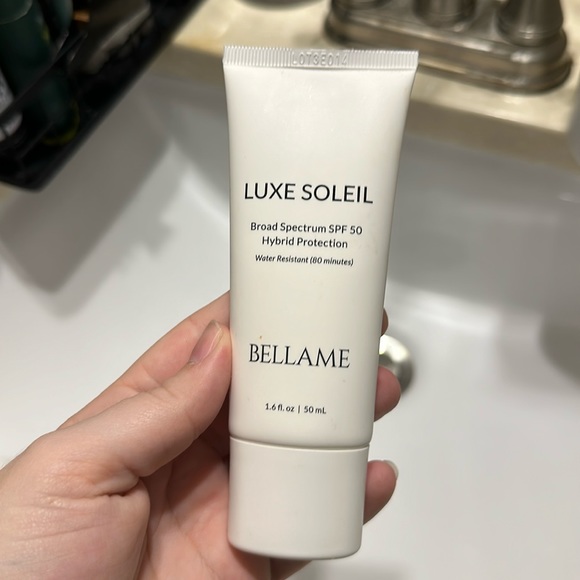 LOT3E014
LUXE SOLEIL
Broad Spectrum SPF 50
Hybrid Protection
Water Resistant (80 minutes)
BELLAME
1.6 fl. oz | 50 mL